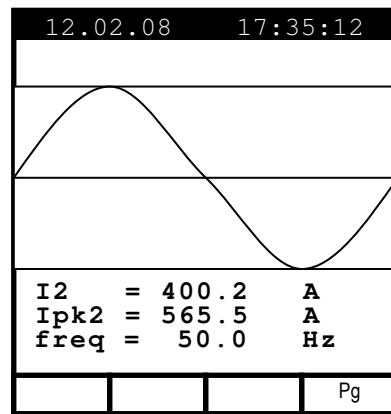 12.02.08 17:35:12
I2 = 400.2 A
Ipk2 = 565.5 A
freq = 50.0 Hz
Pg